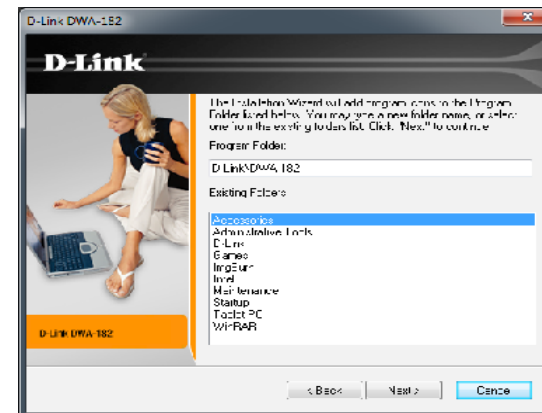 D-Link DWA-182
D-Link
The Installation Wizard will add program icons to the Program
Folder listed below. You may type a new folder name, or select
one from the existing folders list. Click "Next" to continue
Program Folder:
D-Link\DWA-182
Existing Folders
Accessories
Administrative Tools
D-Link
Games
ImgBurn
Intel
Maintenance
Startup
Tablet PC
WinRAR
D-Link DWA-182
< Back
Next >
Cancel